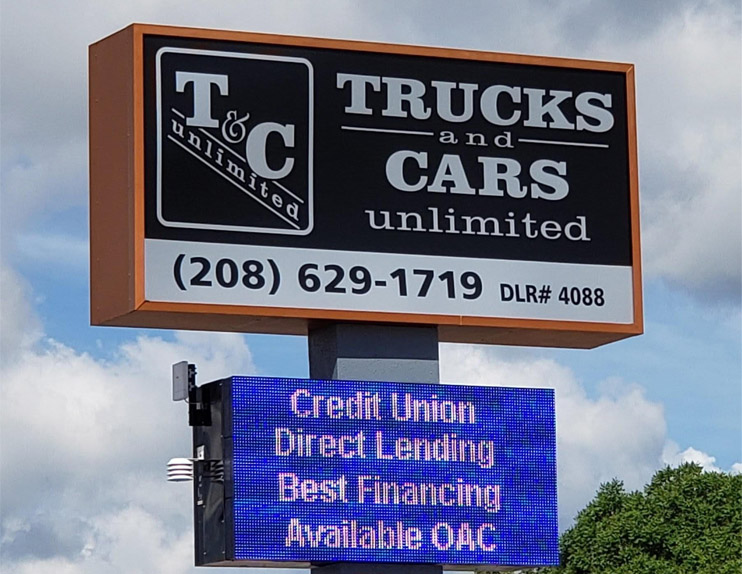 T&C
unlimited
TRUCKS
and
CARS
unlimited
(208) 629-1719 DLR# 4088
Credit Union
Direct Lending
Best Financing
Available OAC